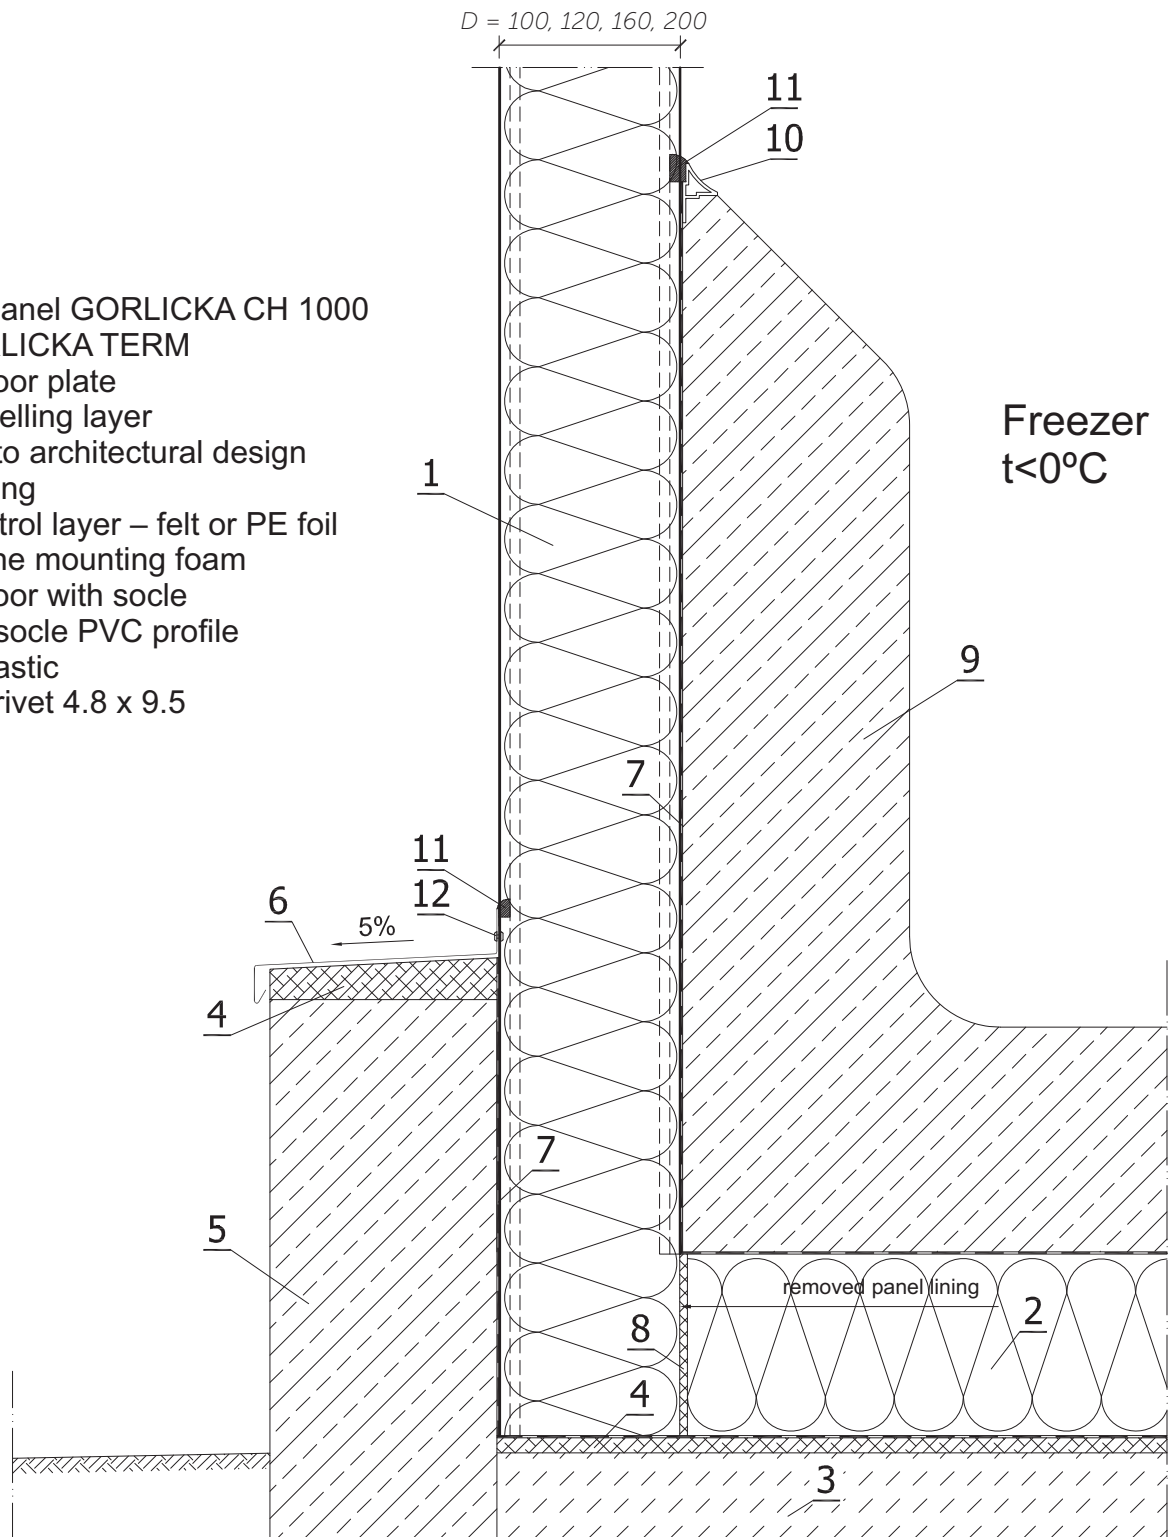 D = 100, 120, 160, 200
11
10
anel GORLICKA CH 1000
LICKA TERM
oor plate
elling layer
to architectural design
ng
trol layer – felt or PE foil
ne mounting foam
oor with socle
socle PVC profile
astic
rivet 4.8 x 9.5
Freezer
t<0ºC
1
9
7
11
12
6
5%
4
7
5
removed panel lining
2
8
4
3